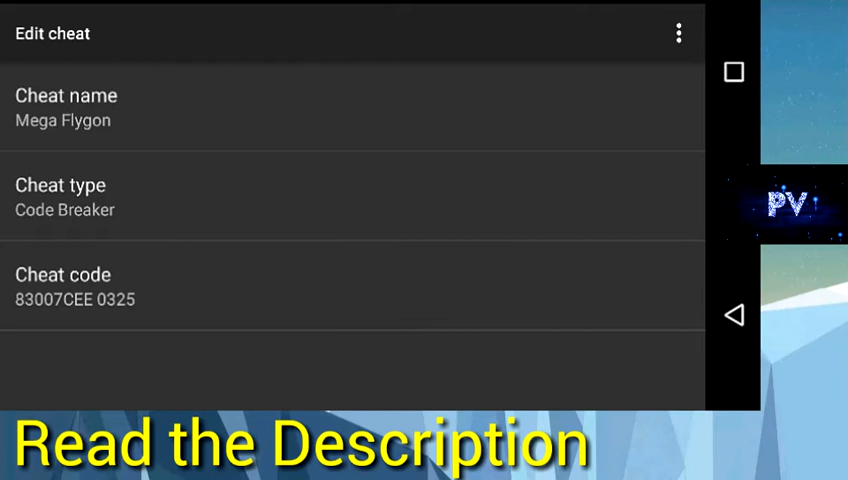 Edit cheat
Cheat name
Mega Flygon
Cheat type
Code Breaker
Cheat code
83007CEE 0325
PV
Read the Description